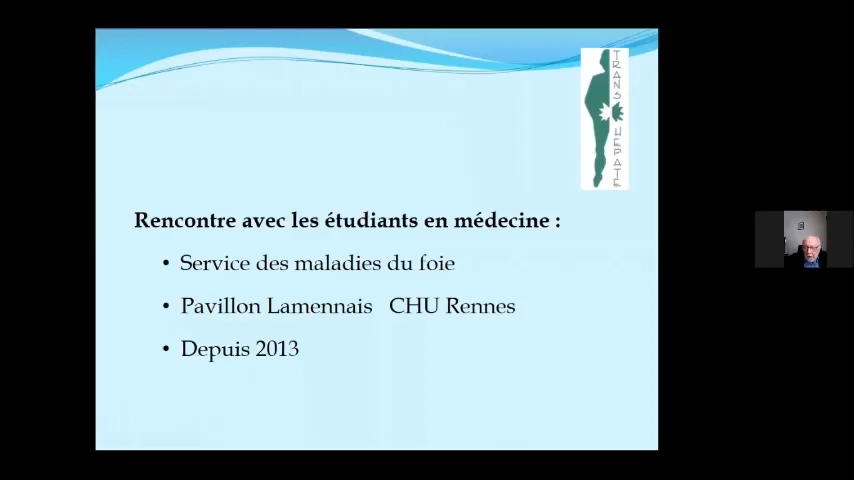 TRANS HEPATE
Rencontre avec les étudiants en médecine :
• Service des maladies du foie
• Pavillon Lamennais CHU Rennes
• Depuis 2013